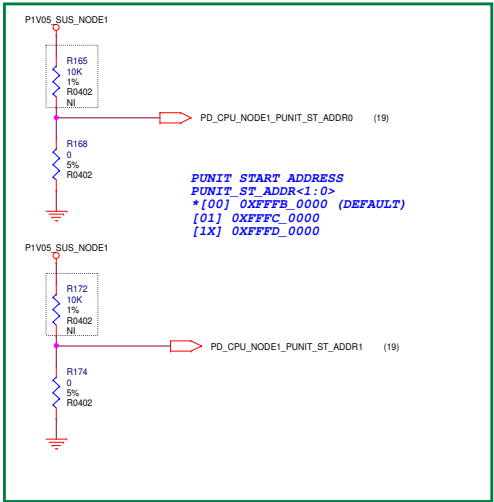 P1V05_SUS_NODE1
R165
10K
1%
R0402
NI
PD_CPU_NODE1_PUNIT_ST_ADDR0 (19)
R168
0
5%
R0402
PUNIT START ADDRESS
PUNIT_ST_ADDR<1:0>
*[00] 0XFFFB_0000 (DEFAULT)
[01] 0XFFFC_0000
[1X] 0XFFFD_0000
P1V05_SUS_NODE1
R172
10K
1%
R0402
NI
PD_CPU_NODE1_PUNIT_ST_ADDR1 (19)
R174
0
5%
R0402